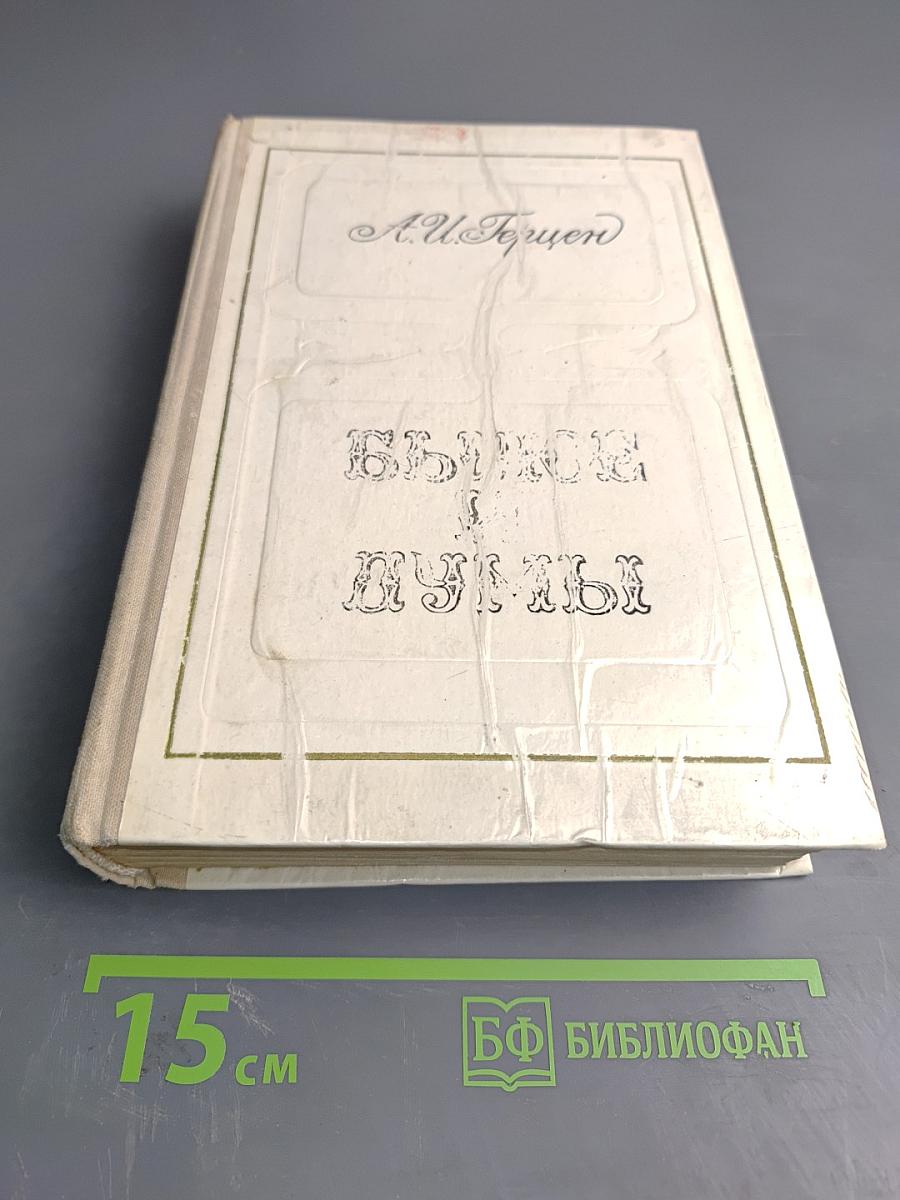 А.И.Герцен
БЫЛОЕ
И
ДУМЫ
15 см
БФ БИБЛИОФАН